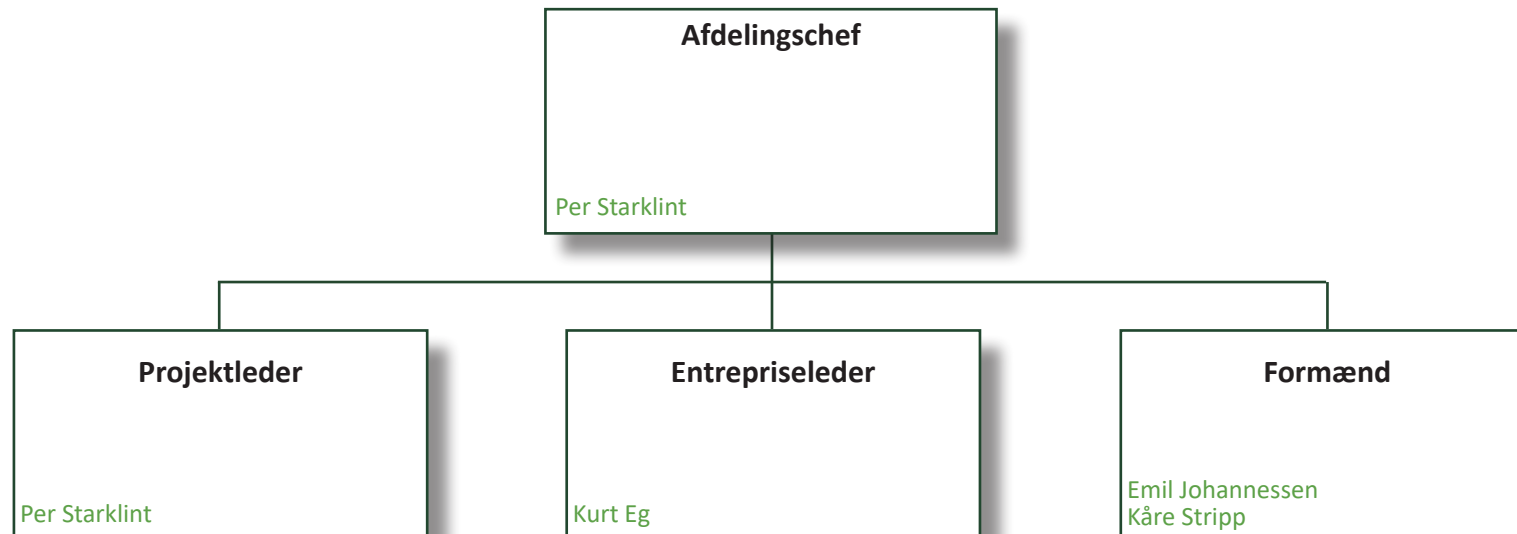 Afdelingschef
Per Starklint
Projektleder
Per Starklint
Entrepriseleder
Kurt Eg
Formænd
Emil Johannessen
Kåre Stripp